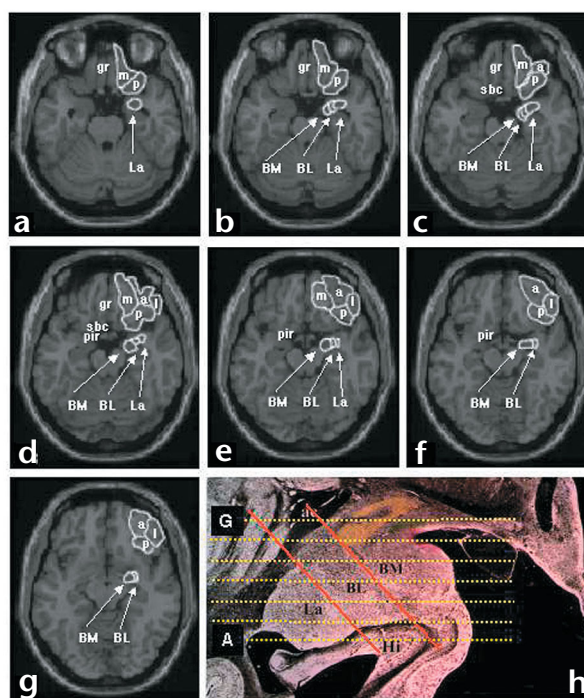 gr m p
La
a
gr m p
BM BL La
b
gr m a p
sbc
BM BL La
c
gr m a l p
sbc
pir
BM BL La
d
m a l p
pir
BM BL La
e
a l p
pir
BM BL
f
a l p
BM BL
g
G ac
BM
BL
La
A Hi
h